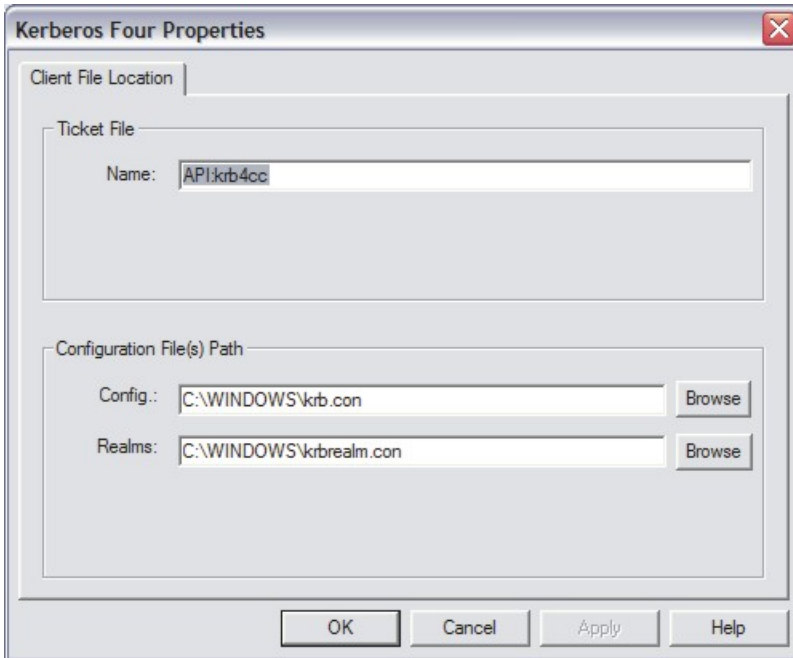 Kerberos Four Properties
Client File Location
Ticket File
Name: API:krb4cc
Configuration File(s) Path
Config.: C:\WINDOWS\krb.con Browse
Realms: C:\WINDOWS\krbrealm.con Browse
OK Cancel Apply Help